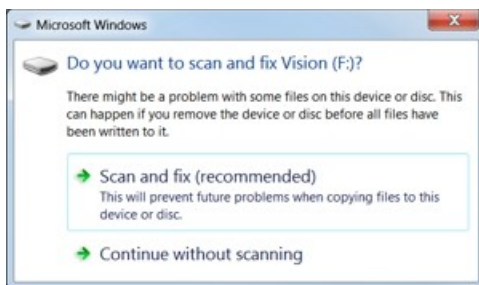 Microsoft Windows
Do you want to scan and fix Vision (F:)?
There might be a problem with some files on this device or disc. This
can happen if you remove the device or disc before all files have
been written to it.
Scan and fix (recommended)
This will prevent future problems when copying files to this
device or disc.
Continue without scanning